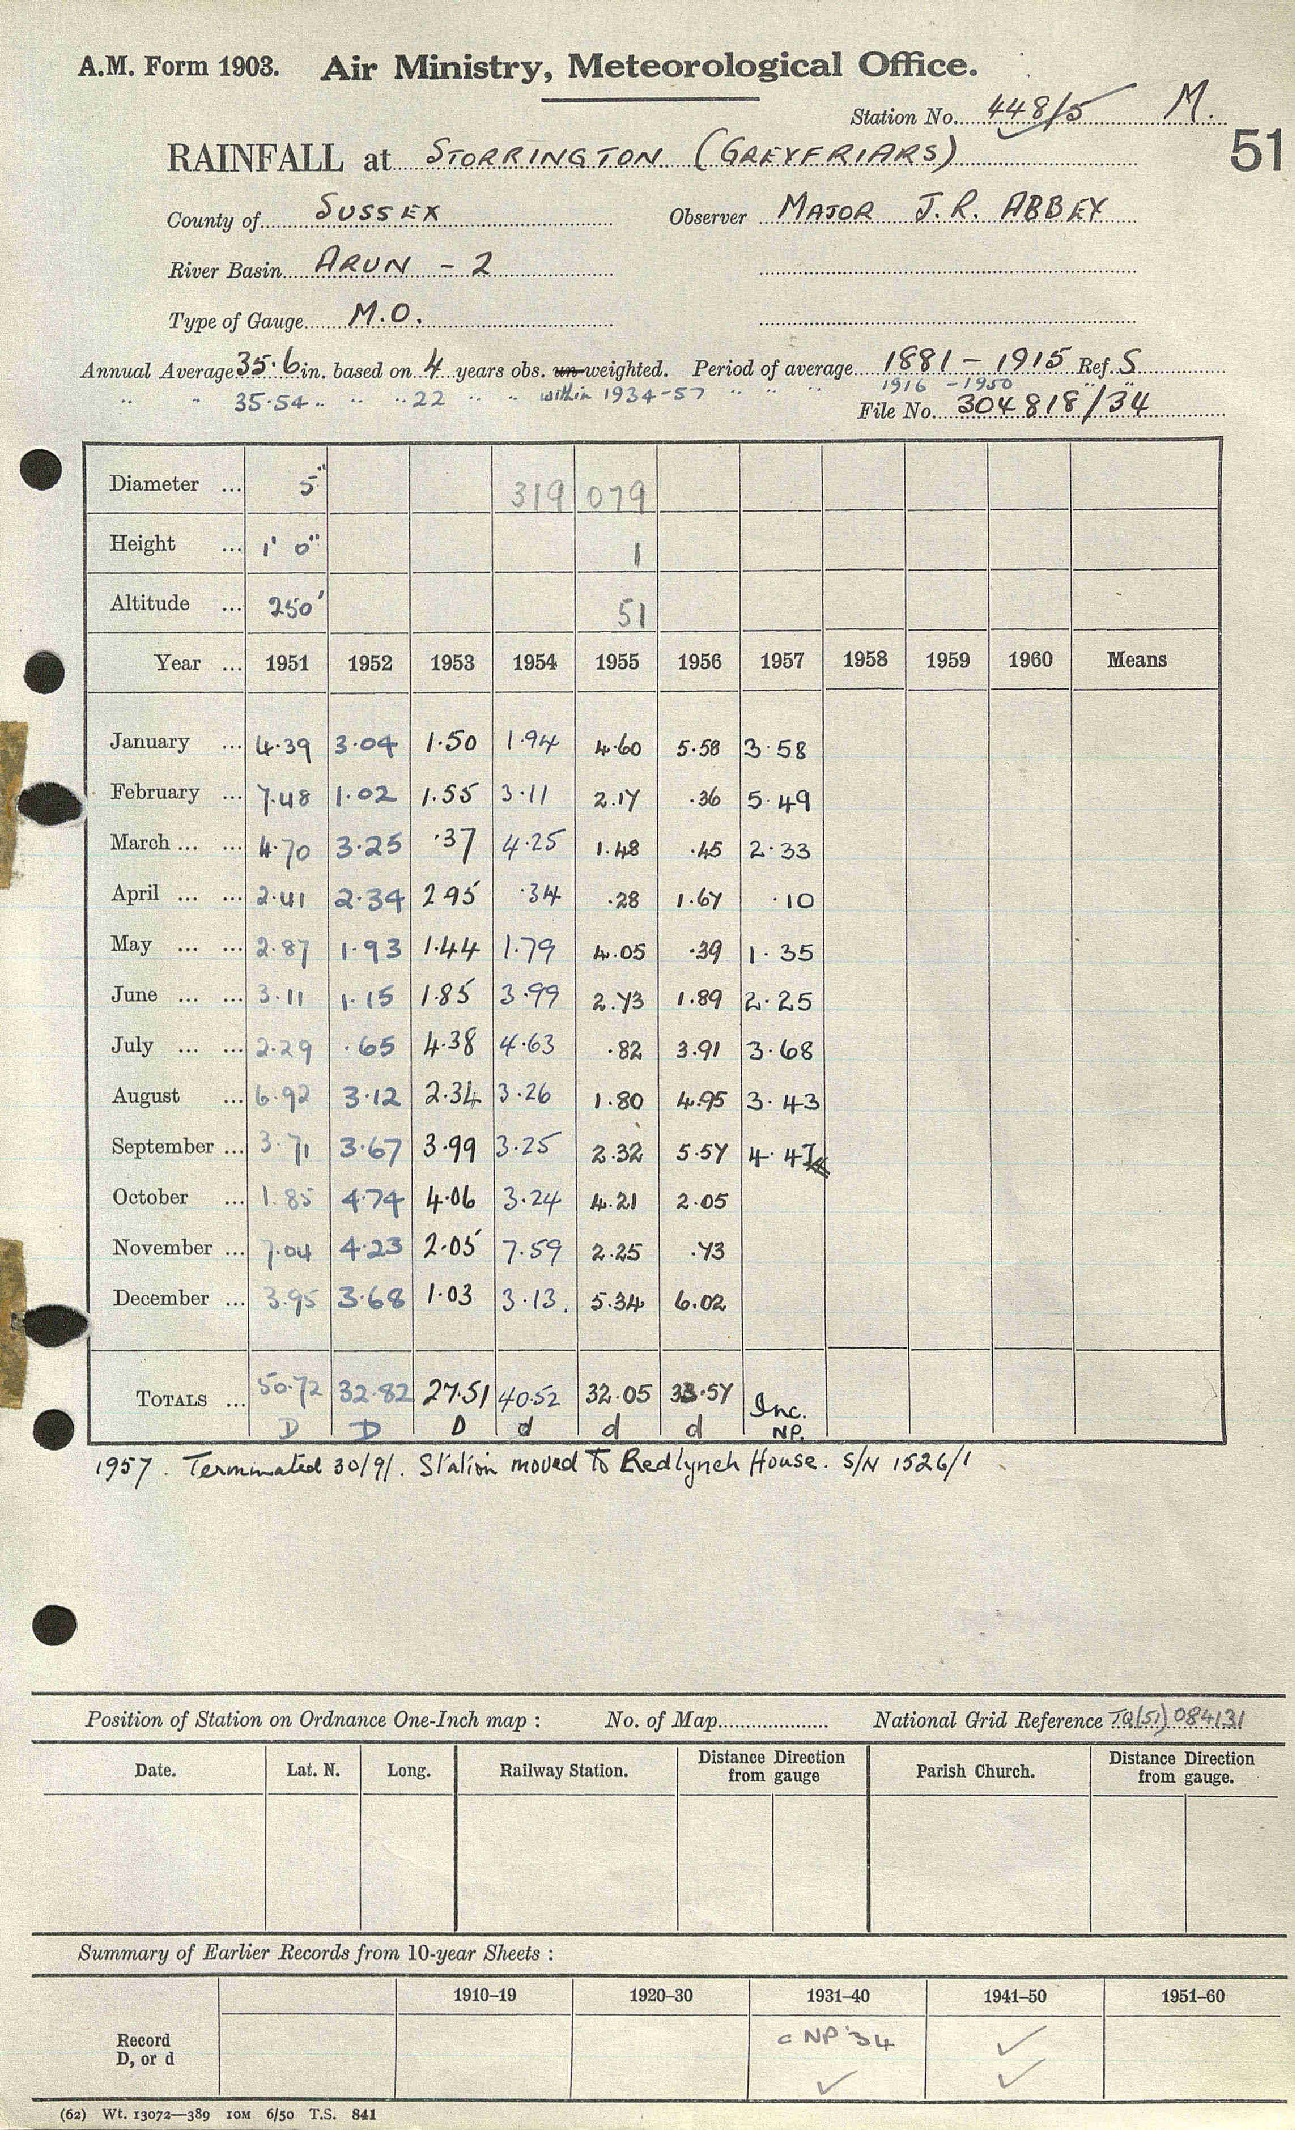 A.M. Form 1903. Air Ministry, Meteorological Office.
Station No. 448/5 M.
51
RAINFALL at STORRINGTON (GREYFRIARS)
County of SUSSEX Observer MAJOR J.R. ABBEY
River Basin ARUN - 2
Type of Gauge M.O.
Annual Average 35.6 in. based on 4 years obs. un-weighted. Period of average 1881 - 1915 Ref. S
" " 35.54 " " " 22 " " within 1934-57 " " " 1916 - 1950 " "
File No. 304818/34
Diameter ... 5" 319 079
Height ... 1' 0" 1
Altitude ... 250' 51
Year ... 1951 1952 1953 1954 1955 1956 1957 1958 1959 1960 Means
January ... 4.39 3.04 1.50 1.94 4.60 5.58 3.58
February ... 7.48 1.02 1.55 3.11 2.17 .36 5.49
March ... ... 4.70 3.25 .37 4.25 1.48 .45 2.33
April ... ... 2.41 2.34 2.95 .34 .28 1.67 .10
May ... ... 2.87 1.93 1.44 1.79 4.05 .39 1.35
June ... ... 3.11 1.15 1.85 3.99 2.73 1.89 2.25
July ... ... 2.29 .65 4.38 4.63 .82 3.91 3.68
August ... 6.92 3.12 2.34 3.26 1.80 4.95 3.43
September ... 3.71 3.67 3.99 3.25 2.32 5.57 4.47
October ... 1.85 4.74 4.06 3.24 4.21 2.05
November ... 7.04 4.23 2.05 7.59 2.25 .73
December ... 3.95 3.68 1.03 3.13. 5.34 6.02
TOTALS ... 50.72 32.82 27.51 40.52 32.05 33.57 Inc.
D D D d d d NP.
1957. Terminated 30/9/. Station moved to Redlynch House. S/N 1526/1
Position of Station on Ordnance One-Inch map : No. of Map National Grid Reference TQ(51) 084131
Date. Lat. N. Long. Railway Station. Distance from gauge Direction Parish Church. Distance from gauge. Direction
Summary of Earlier Records from 10-year Sheets :
1910–19 1920–30 1931–40 1941–50 1951–60
Record c NP '34 ✓
D, or d ✓ ✓
(62) Wt. 13072—389 10M 6/50 T.S. 841